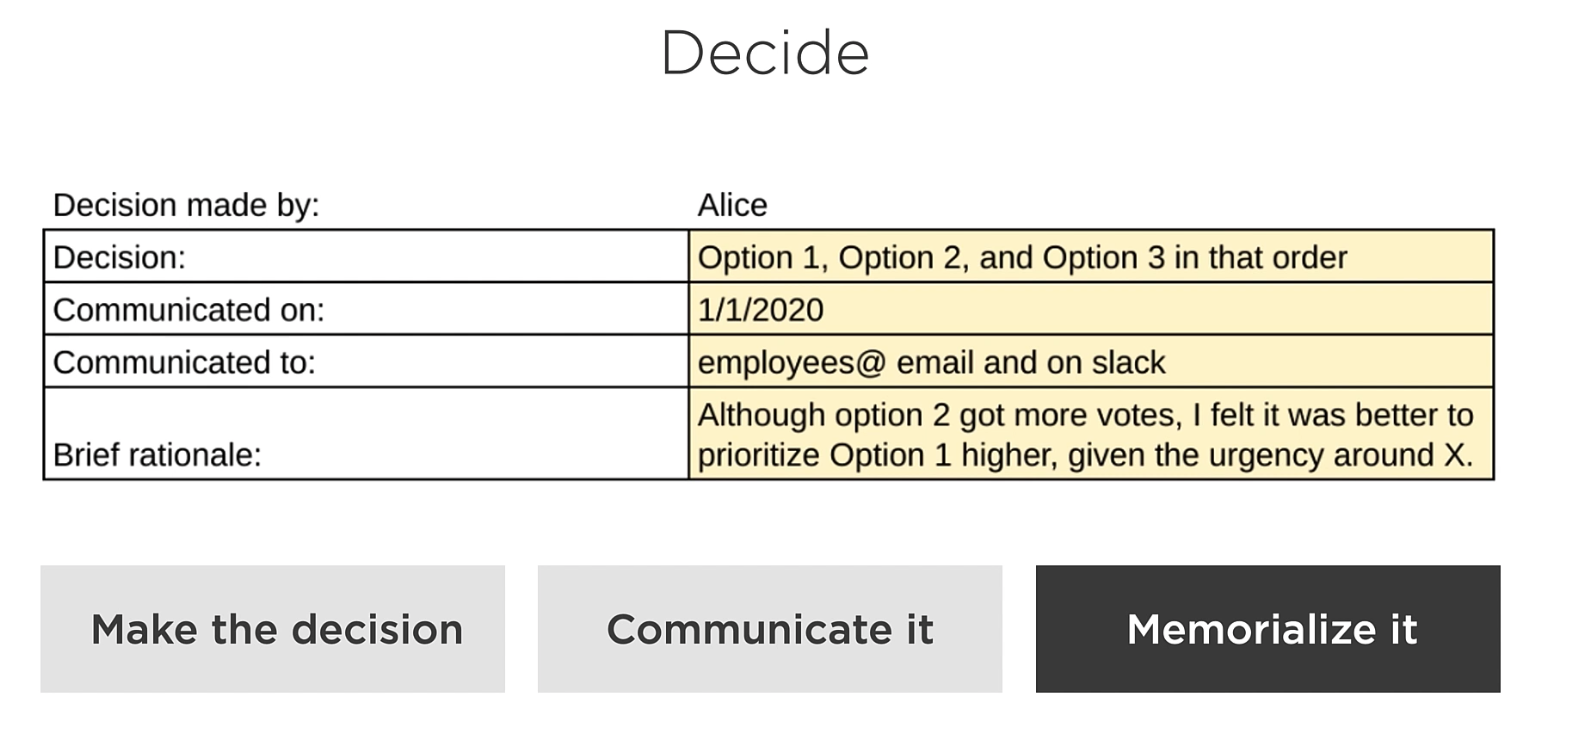 Decide
Decision made by: Alice
Decision: Option 1, Option 2, and Option 3 in that order
Communicated on: 1/1/2020
Communicated to: employees@ email and on slack
Brief rationale: Although option 2 got more votes, I felt it was better to
prioritize Option 1 higher, given the urgency around X.
Make the decision Communicate it Memorialize it